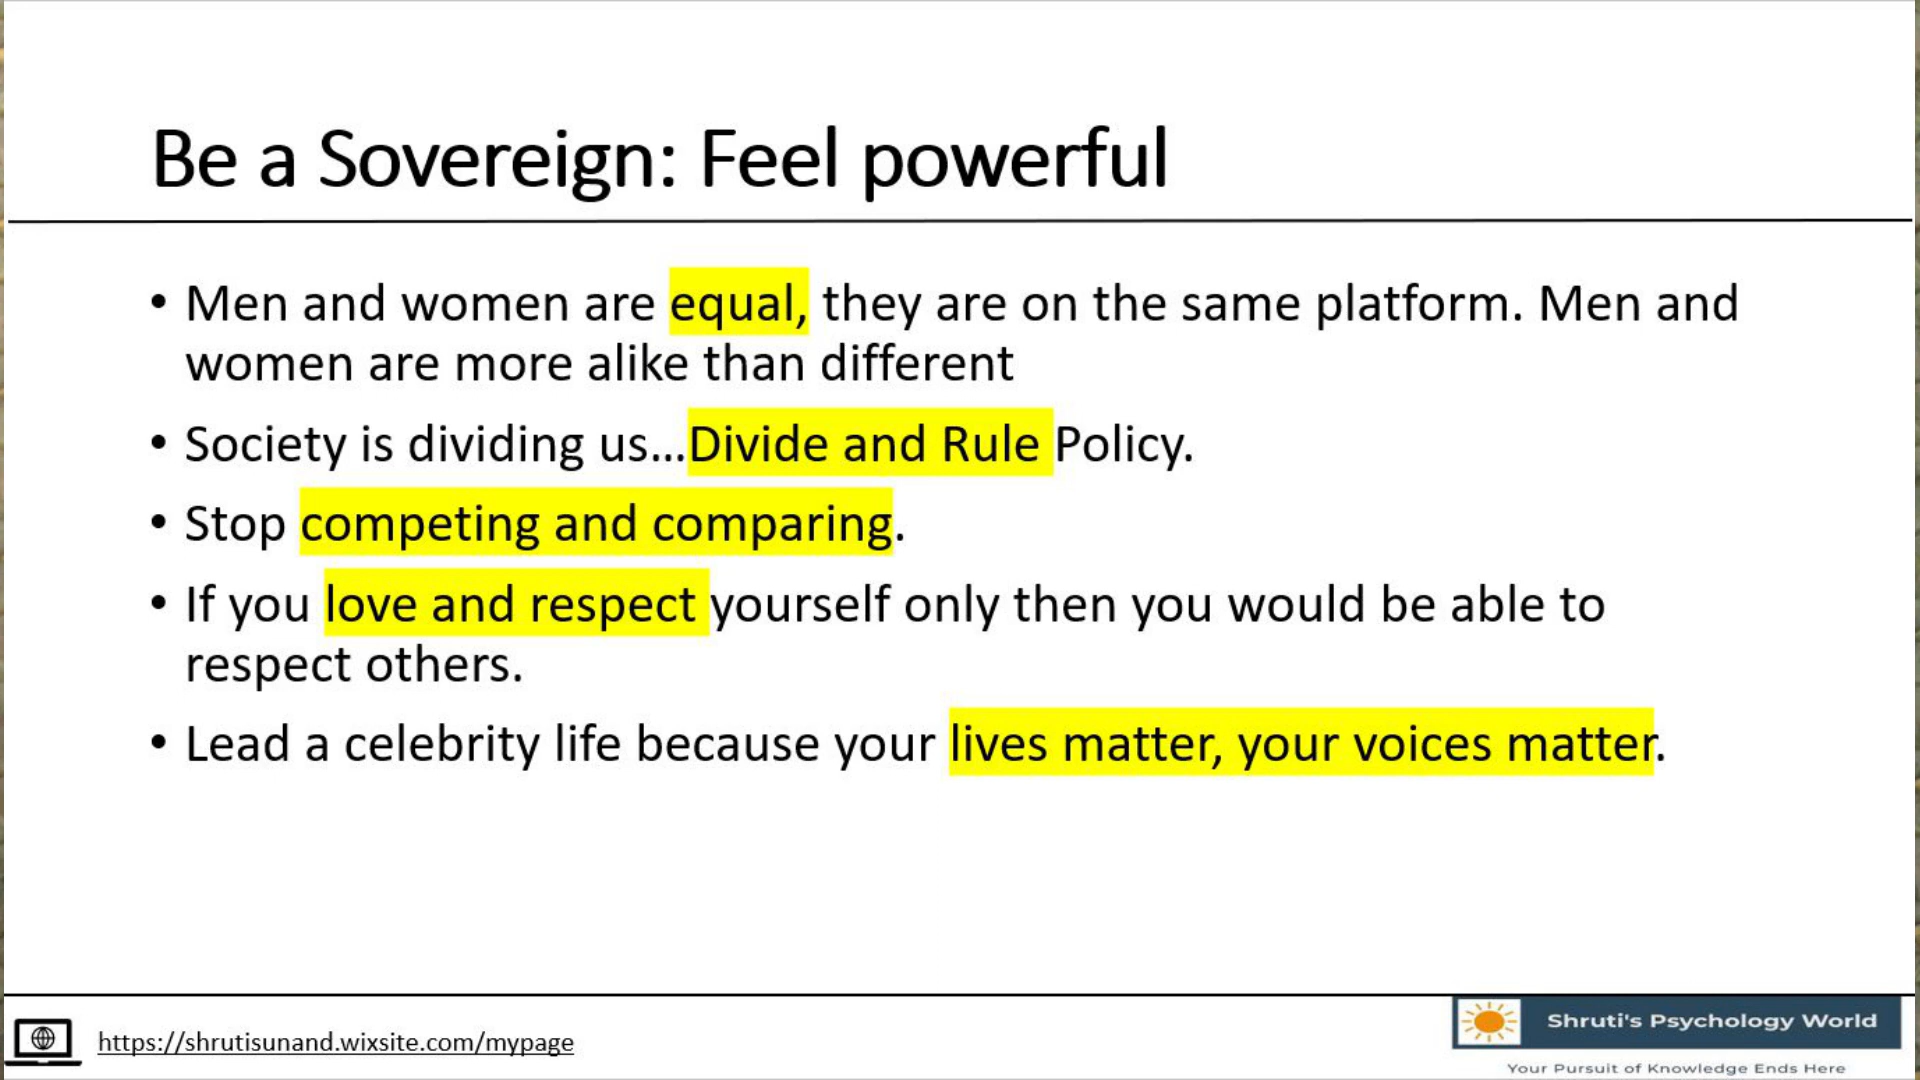 Be a Sovereign: Feel powerful
• Men and women are equal, they are on the same platform. Men and
women are more alike than different
• Society is dividing us...Divide and Rule Policy.
• Stop competing and comparing.
• If you love and respect yourself only then you would be able to
respect others.
• Lead a celebrity life because your lives matter, your voices matter.
https://shrutisunand.wixsite.com/mypage
Shruti's Psychology World
Your Pursuit of Knowledge Ends Here